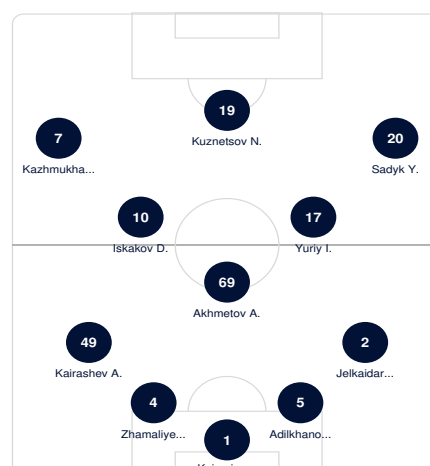 19
Kuznetsov N.
7
Kazhmukha...
20
Sadyk Y.
10
Iskakov D.
17
Yuriy I.
69
Akhmetov A.
49
Kairashev A.
2
Jelkaidar...
4
Zhamaliye...
5
Adilkhano...
1